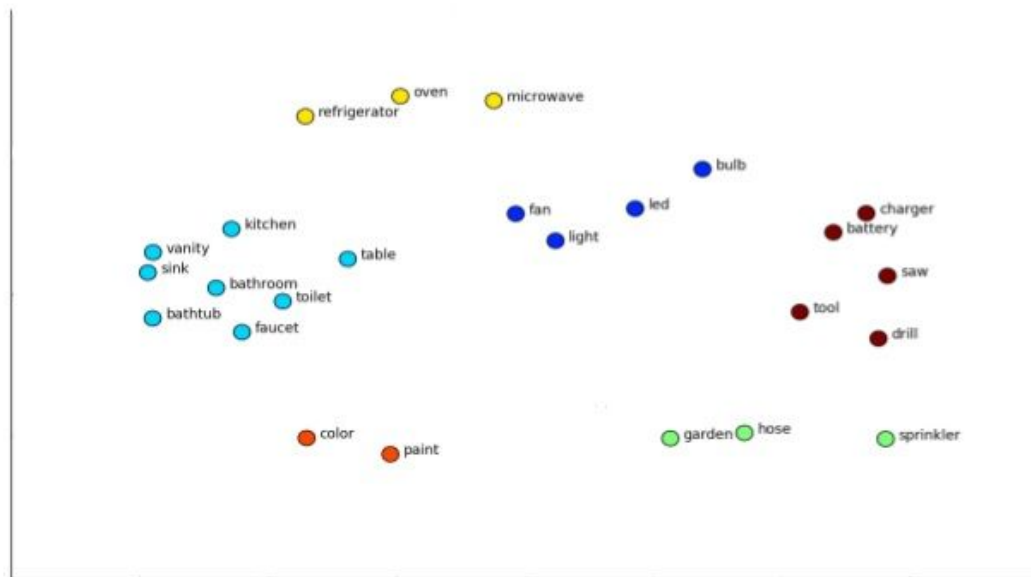 oven
microwave
refrigerator
bulb
led
fan
charger
battery
kitchen
light
vanity
table
sink
saw
bathroom
toilet
tool
bathtub
faucet
drill
color
hose
garden
sprinkler
paint